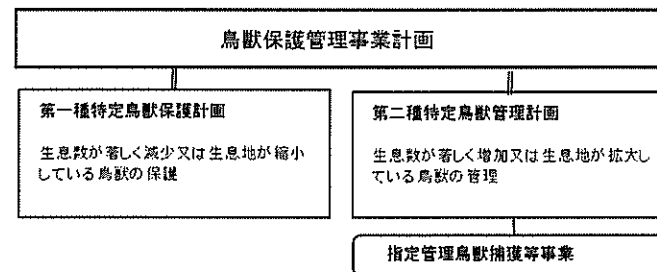 鳥獣保護管理事業計画
第一種特定鳥獣保護計画
生息数が著しく減少又は生息地が縮小
している鳥獣の保護
第二種特定鳥獣管理計画
生息数が著しく増加又は生息地が拡大し
ている鳥獣の管理
指定管理鳥獣捕獲等事業